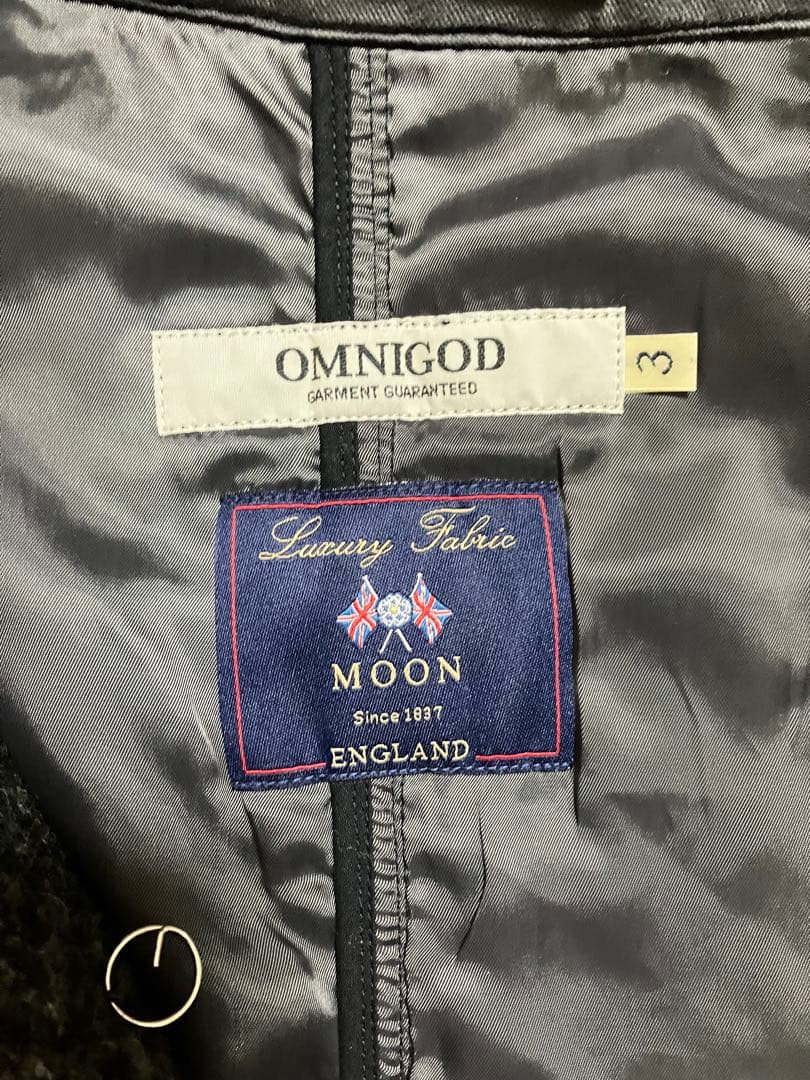 OMNIGOD
GARMENT GUARANTEED
3
Luxury Fabric
MOON
Since 1837
ENGLAND